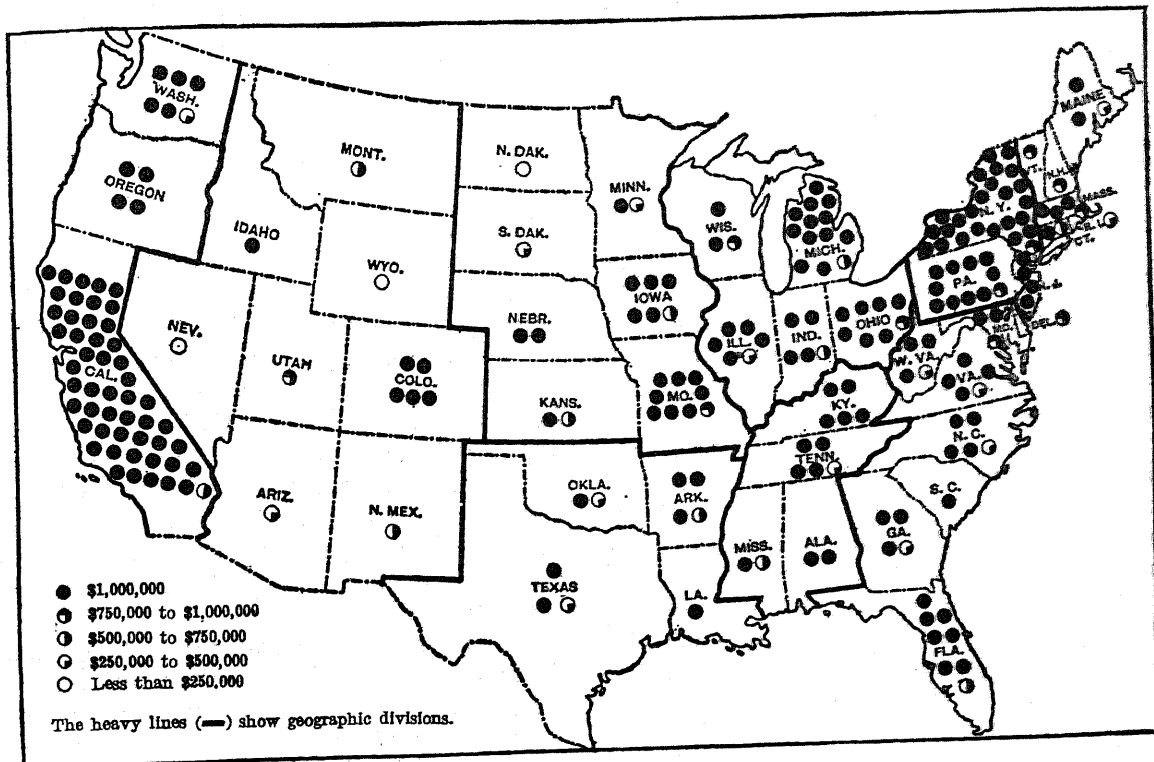 WASH.
MAINE
MONT.
N. DAK.
MINN.
VT.
N.H.
OREGON
N. Y.
MASS.
IDAHO
S. DAK.
WIS.
R. I.
CT.
MICH.
WYO.
PA.
IOWA
NEV.
NEBR.
OHIO
DEL.
MD.
UTAH
ILL.
IND.
W. VA.
CAL.
COLO.
VA.
KANS.
MO.
KY.
N. C.
TENN.
ARIZ.
N. MEX.
OKLA.
ARK.
S. C.
GA.
MISS.
ALA.
TEXAS
LA.
FLA.
$1,000,000
$750,000 to $1,000,000
$500,000 to $750,000
$250,000 to $500,000
Less than $250,000
The heavy lines (▬) show geographic divisions.